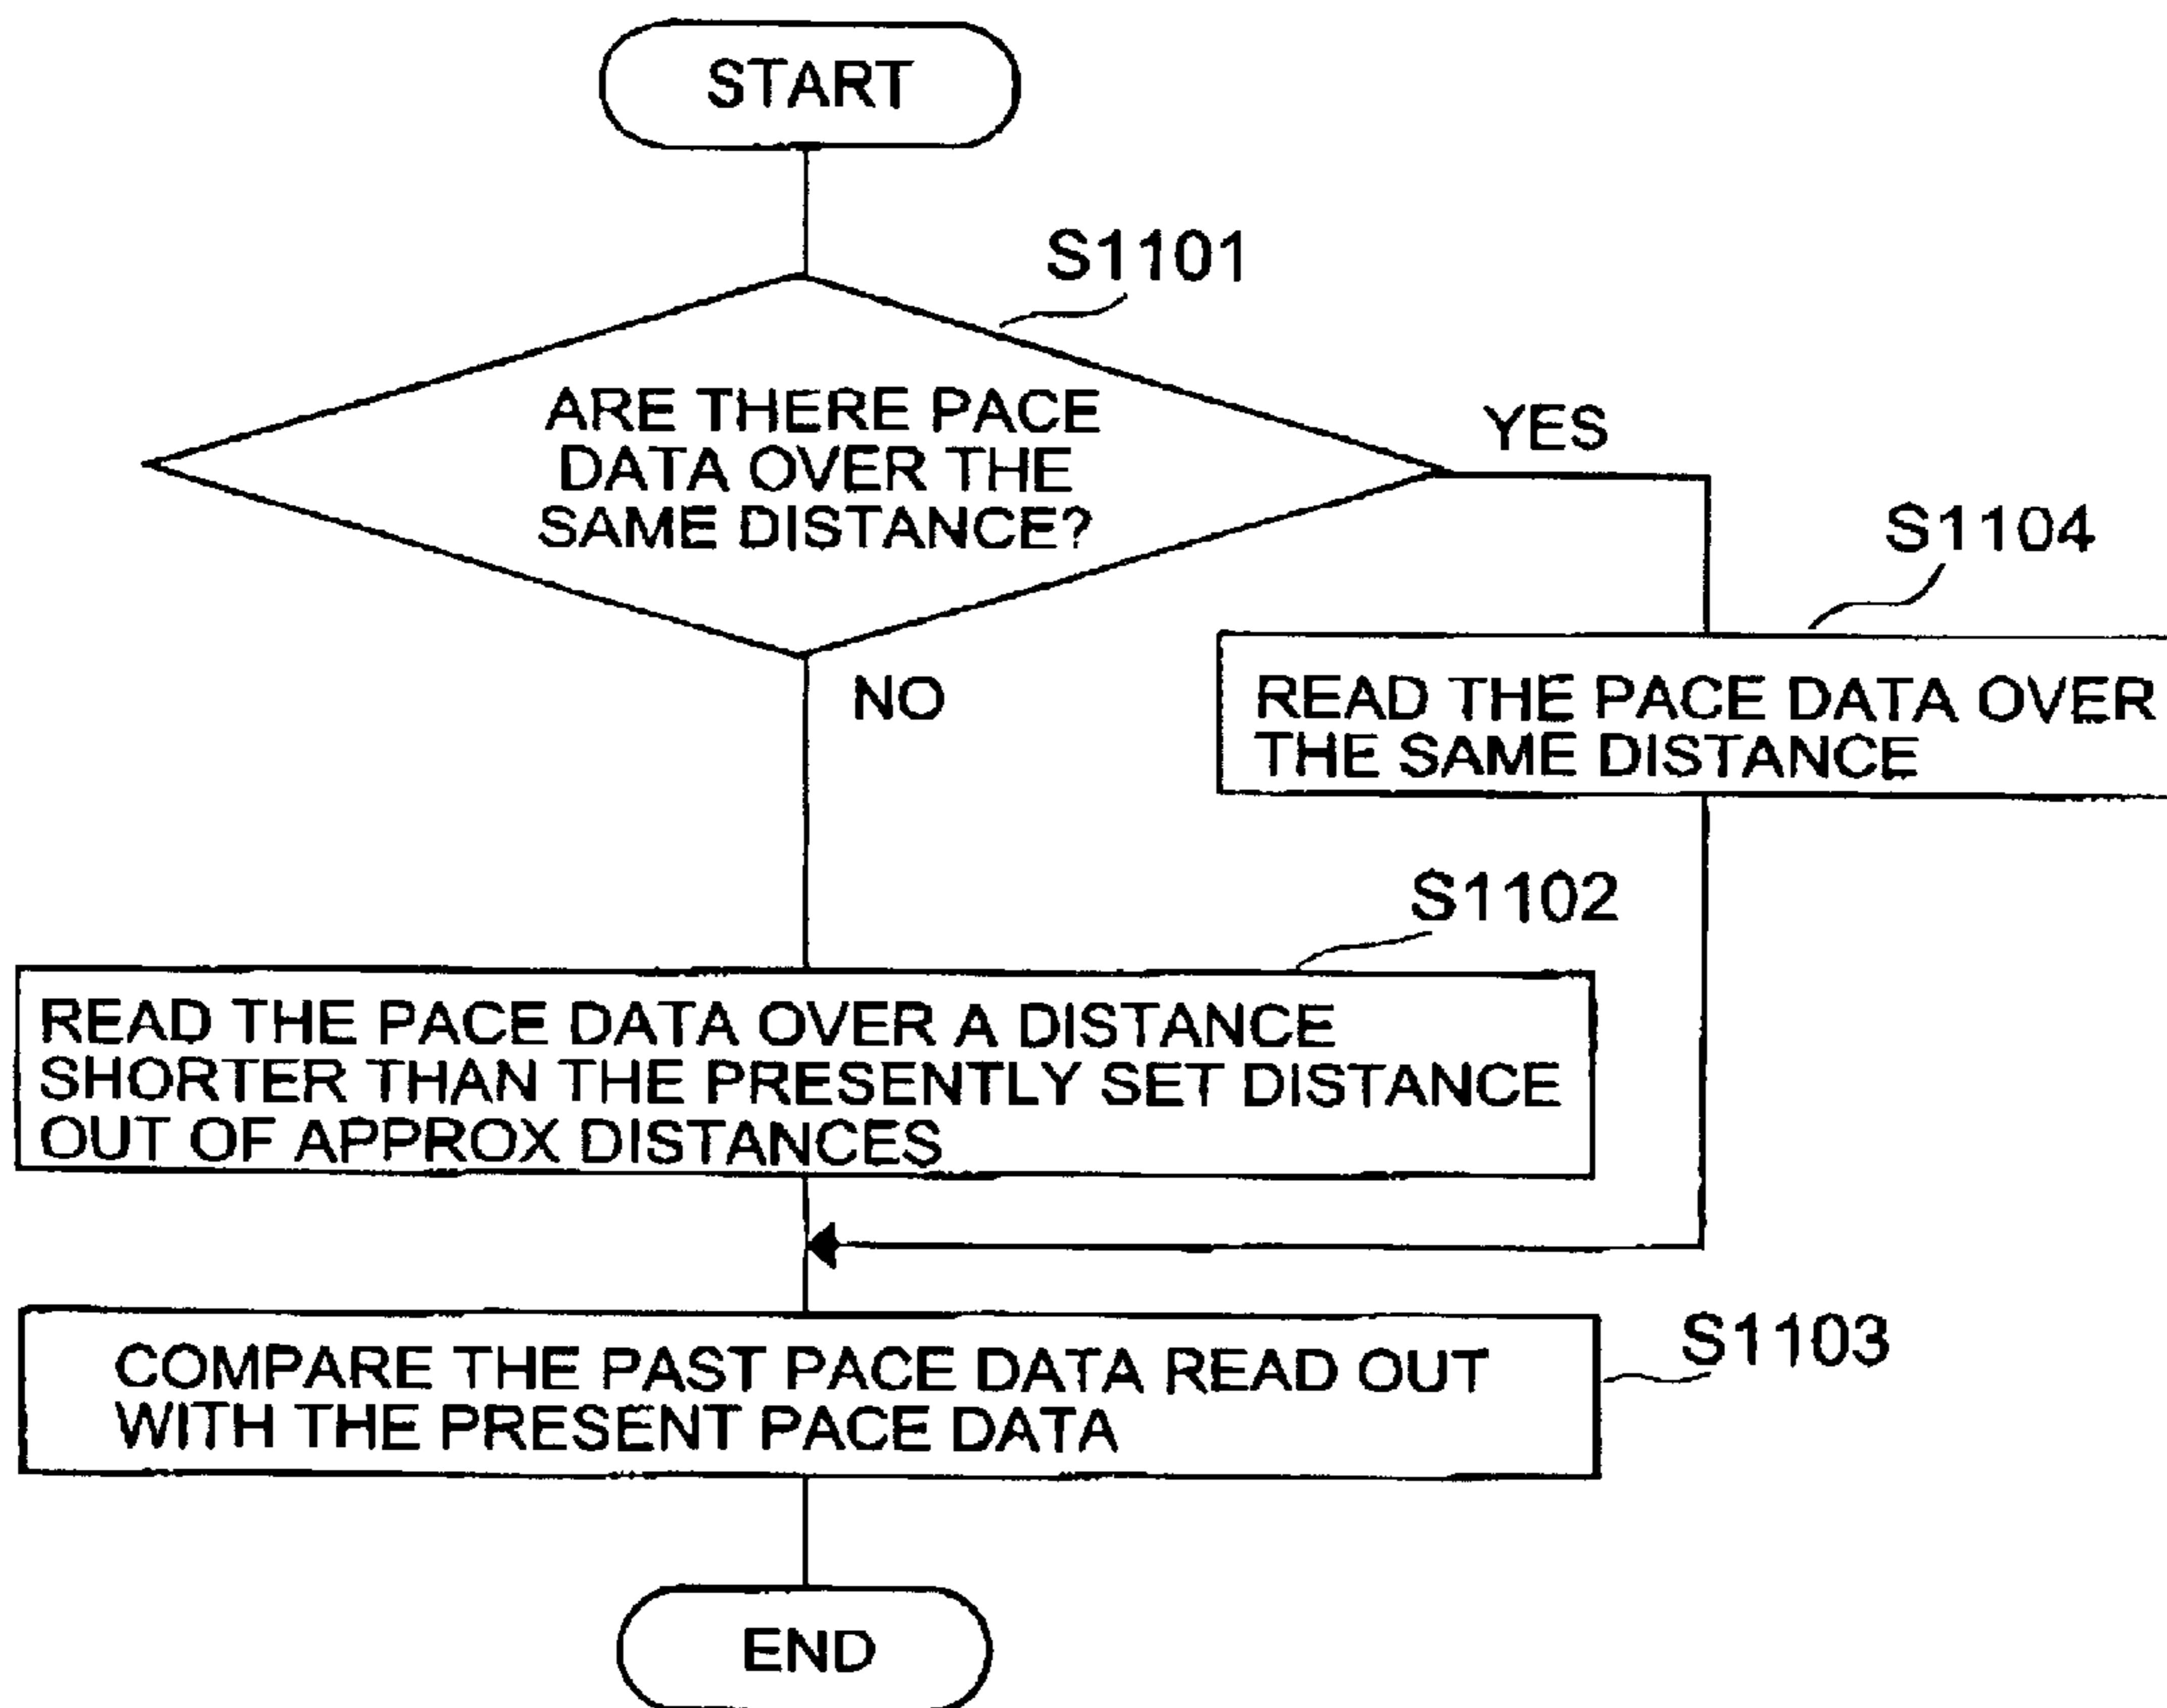 START
S1101
ARE THERE PACE
DATA OVER THE
SAME DISTANCE?
YES
S1104
NO
READ THE PACE DATA OVER
THE SAME DISTANCE
S1102
READ THE PACE DATA OVER A DISTANCE
SHORTER THAN THE PRESENTLY SET DISTANCE
OUT OF APPROX DISTANCES
COMPARE THE PAST PACE DATA READ OUT
WITH THE PRESENT PACE DATA
S1103
END